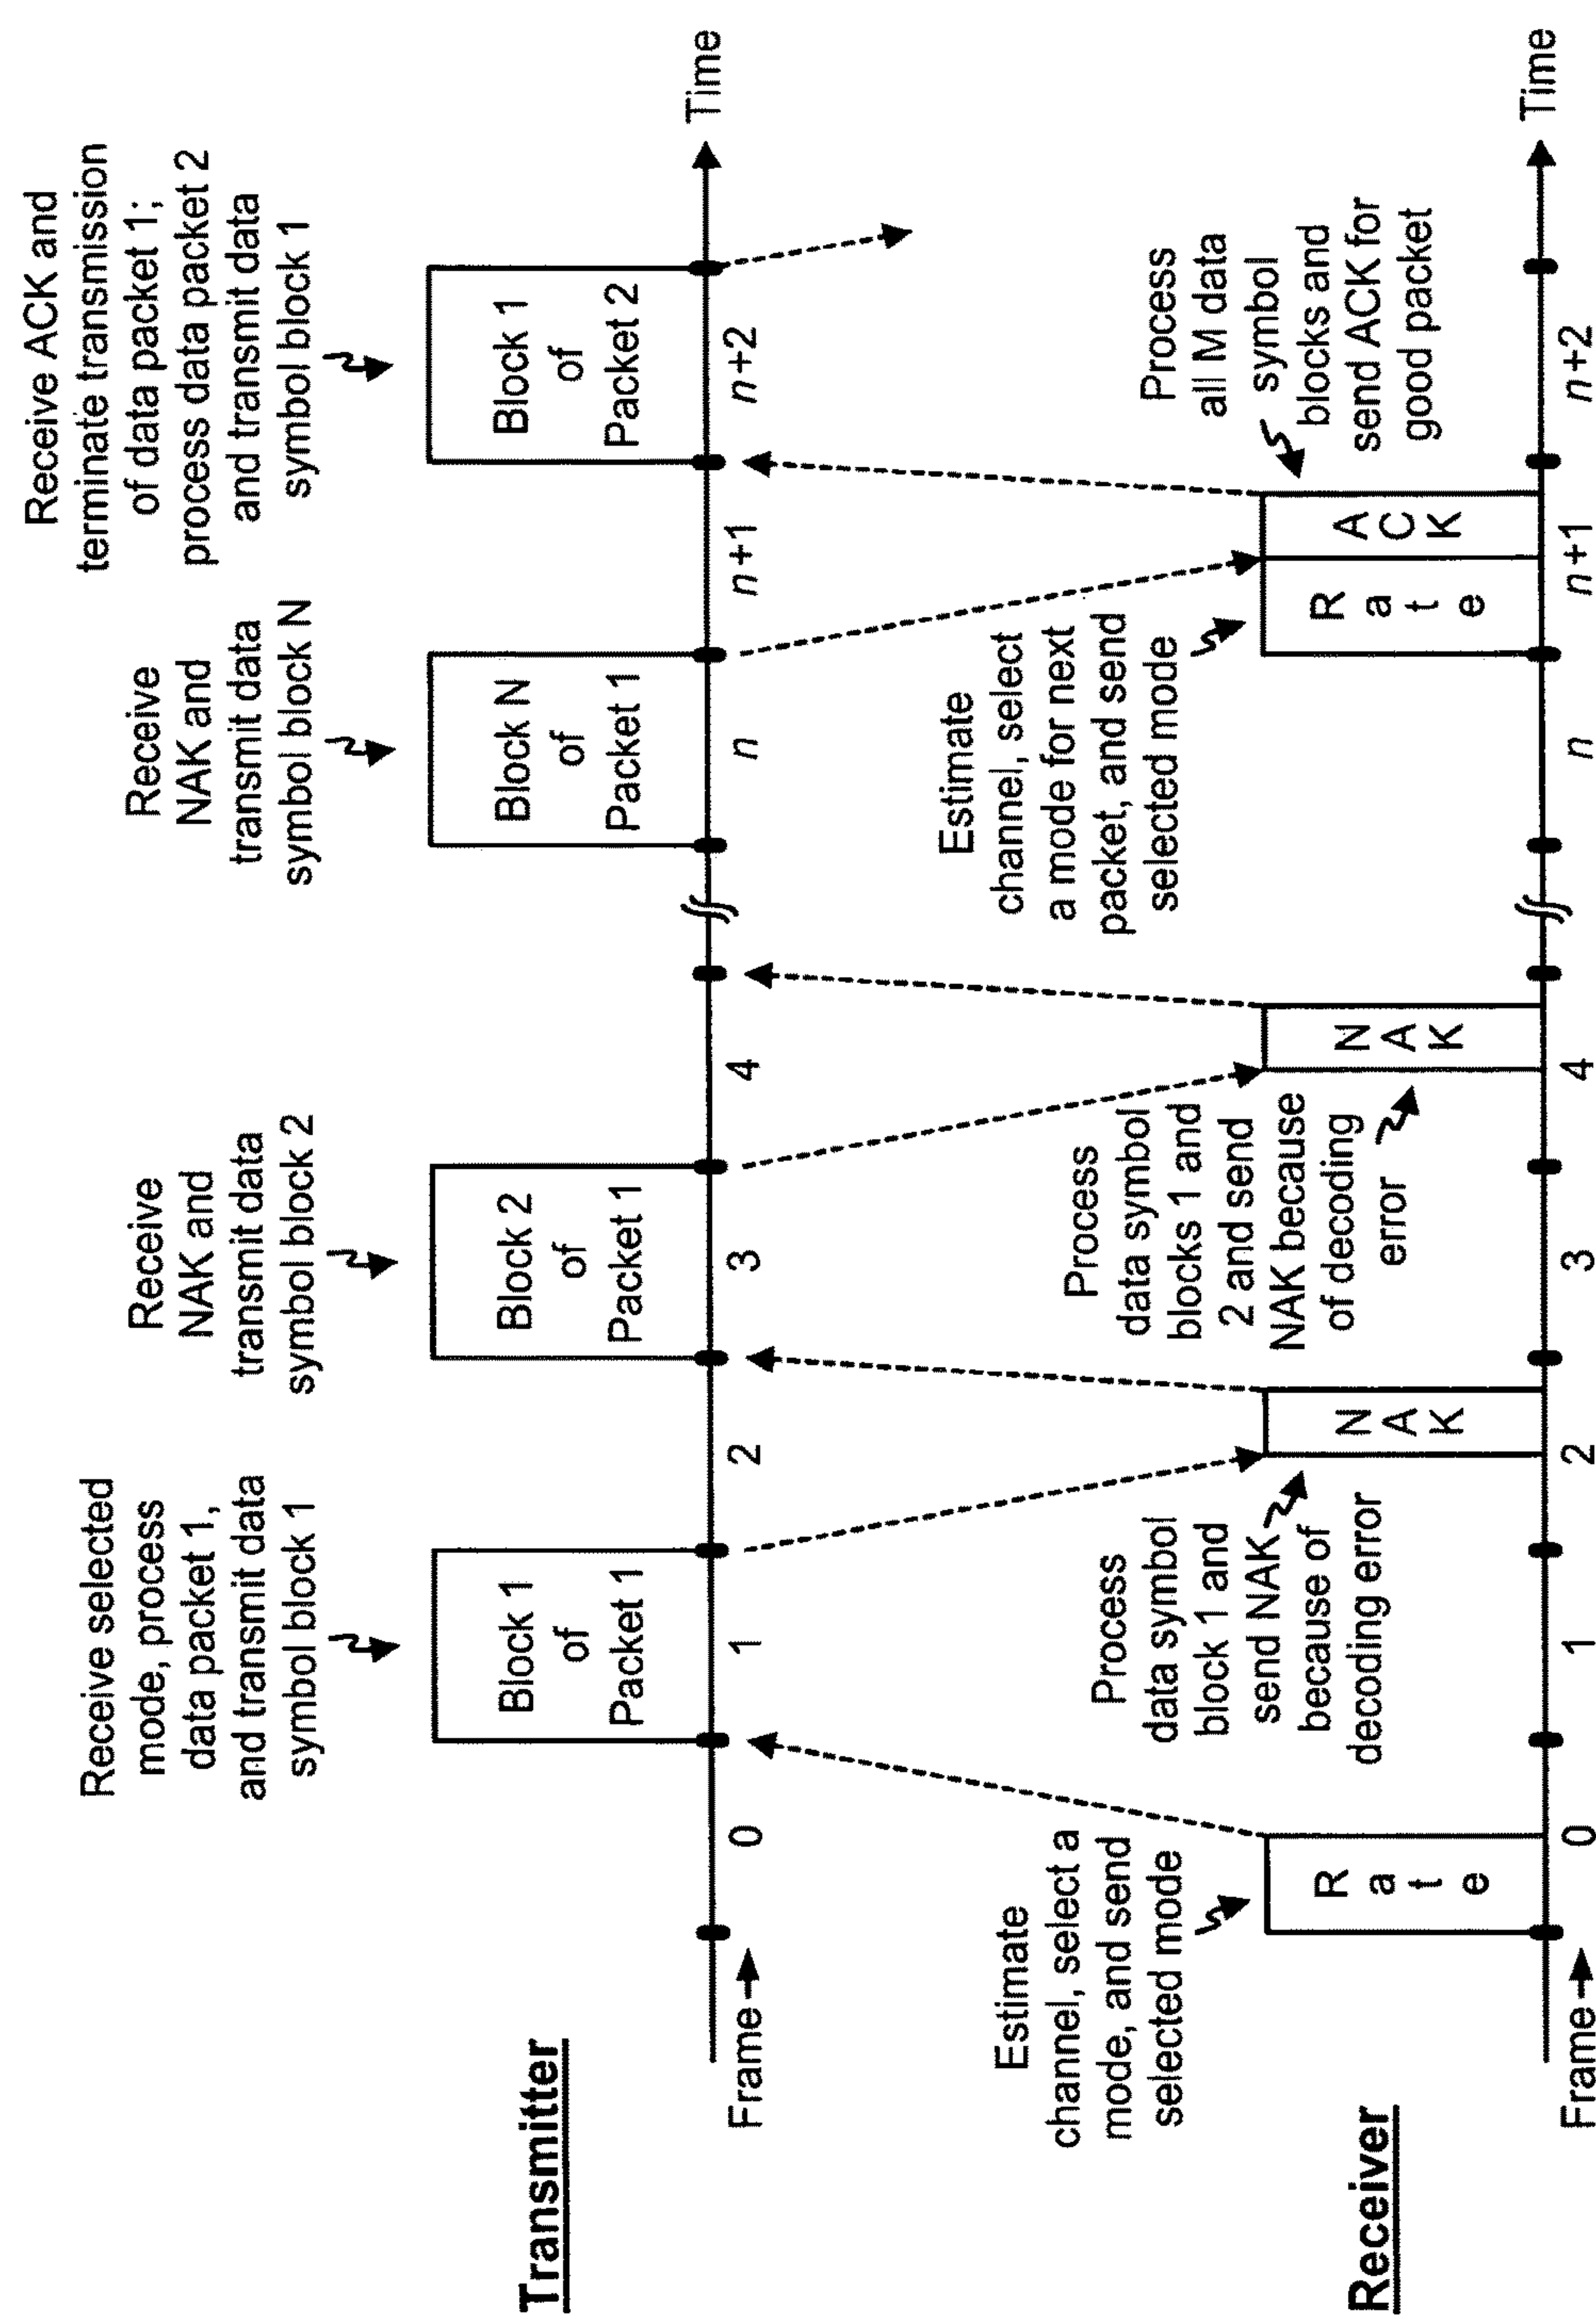 Transmitter
Receive selected
mode, process
data packet 1,
and transmit data
symbol block 1
Receive
NAK and
transmit data
symbol block 2
Receive
NAK and
transmit data
symbol block N
Receive ACK and
terminate transmission
of data packet 1;
process data packet 2
and transmit data
symbol block 1
Block 1
of
Packet 1
Block 2
of
Packet 1
Block N
of
Packet 1
Block 1
of
Packet 2
Time
Frame
0
1
2
3
4
n
n+1
n+2
Receiver
Estimate
channel, select a
mode, and send
selected mode
Process
data symbol
block 1 and
send NAK
because of
decoding error
Process
data symbol
blocks 1 and
2 and send
NAK because
of decoding
error
Estimate
channel, select
a mode for next
packet, and send
selected mode
Process
all M data
symbol
blocks and
send ACK for
good packet
Rate
NAK
NAK
Rate
ACK
Time
Frame
0
1
2
3
4
n
n+1
n+2